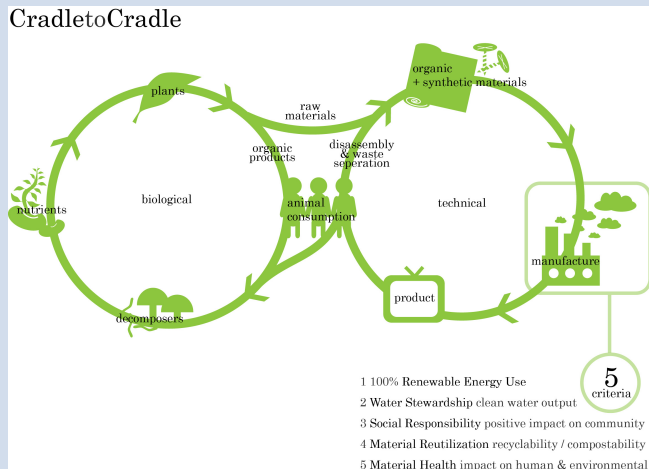 CradletoCradle
plants
raw
materials
organic
+ synthetic materials
organic
products
disassembly
& waste
seperation
nutrients
biological
animal
consumption
technical
manufacture
product
decomposers
5
criteria
1 100% Renewable Energy Use
2 Water Stewardship clean water output
3 Social Responsibility positive impact on community
4 Material Reutilization recyclability / compostability
5 Material Health impact on human & environmental